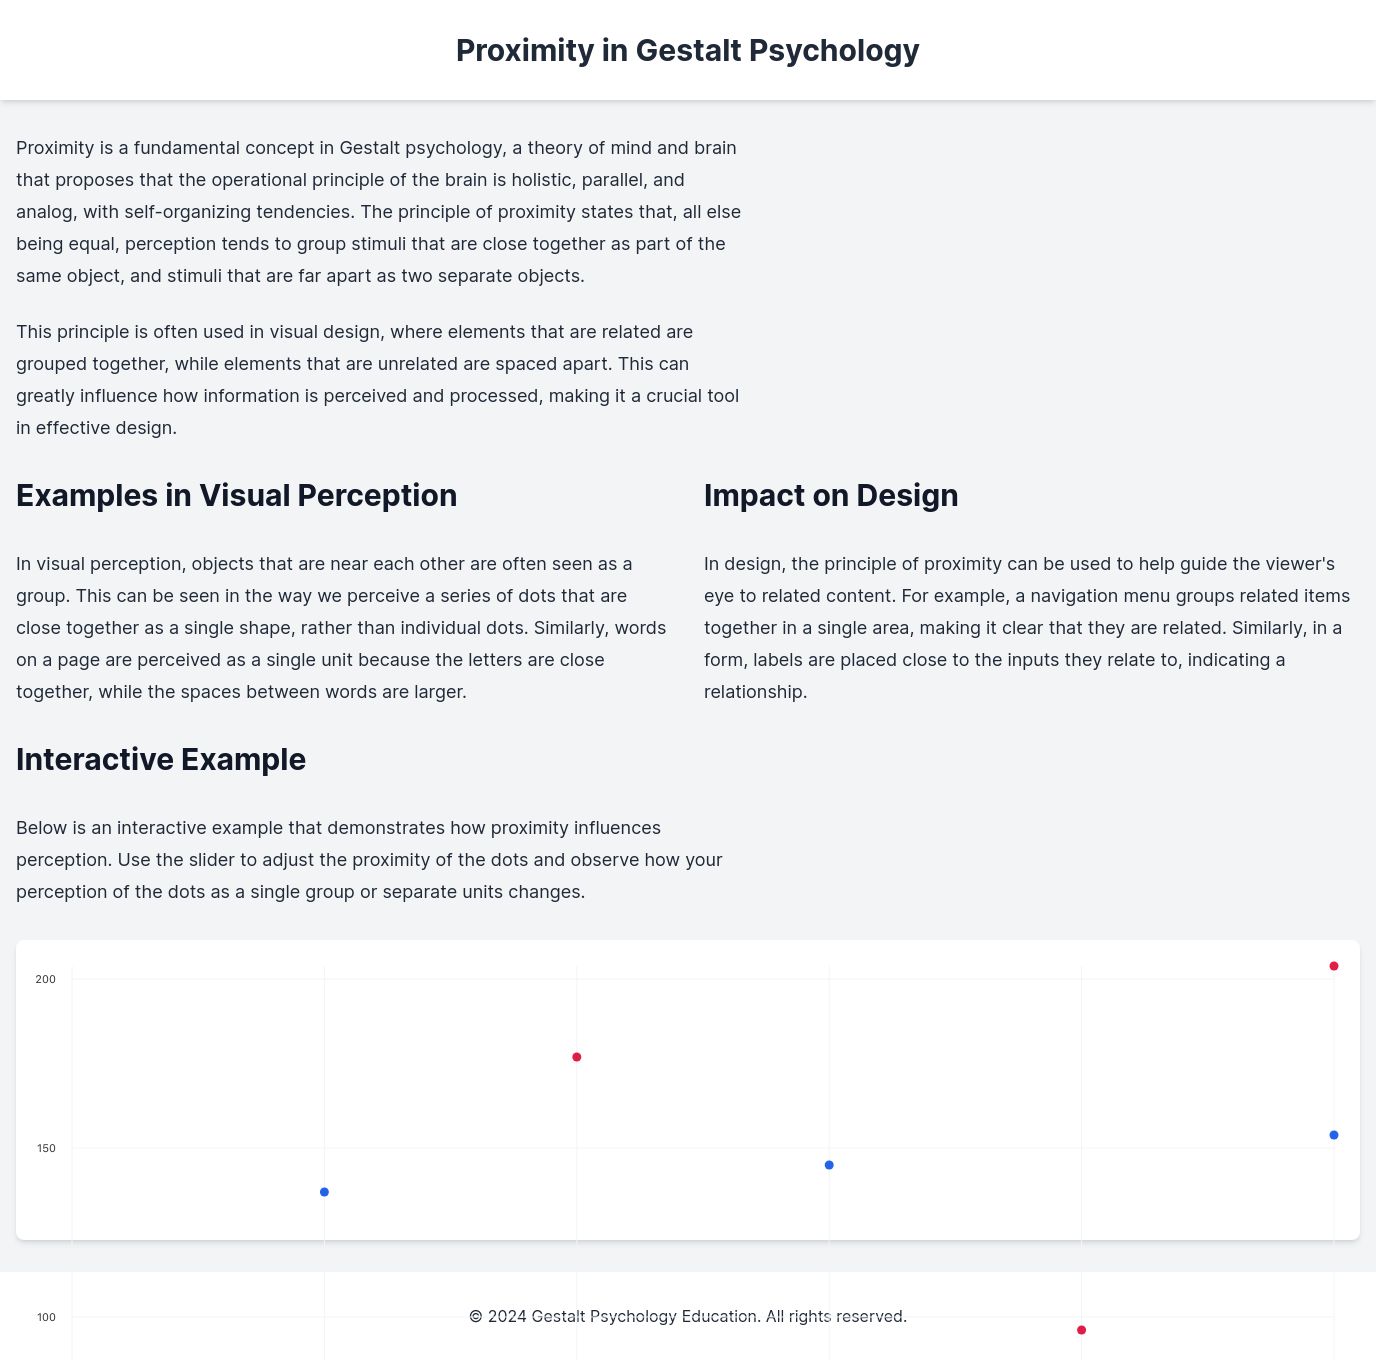 Proximity in Gestalt Psychology
Proximity is a fundamental concept in Gestalt psychology, a theory of mind and brain
that proposes that the operational principle of the brain is holistic, parallel, and
analog, with self-organizing tendencies. The principle of proximity states that, all else
being equal, perception tends to group stimuli that are close together as part of the
same object, and stimuli that are far apart as two separate objects.
This principle is often used in visual design, where elements that are related are
grouped together, while elements that are unrelated are spaced apart. This can
greatly influence how information is perceived and processed, making it a crucial tool
in effective design.
Examples in Visual Perception
In visual perception, objects that are near each other are often seen as a
group. This can be seen in the way we perceive a series of dots that are
close together as a single shape, rather than individual dots. Similarly, words
on a page are perceived as a single unit because the letters are close
together, while the spaces between words are larger.
Impact on Design
In design, the principle of proximity can be used to help guide the viewer's
eye to related content. For example, a navigation menu groups related items
together in a single area, making it clear that they are related. Similarly, in a
form, labels are placed close to the inputs they relate to, indicating a
relationship.
Interactive Example
Below is an interactive example that demonstrates how proximity influences
perception. Use the slider to adjust the proximity of the dots and observe how your
perception of the dots as a single group or separate units changes.
200
150
100
© 2024 Gestalt Psychology Education. All rights reserved.